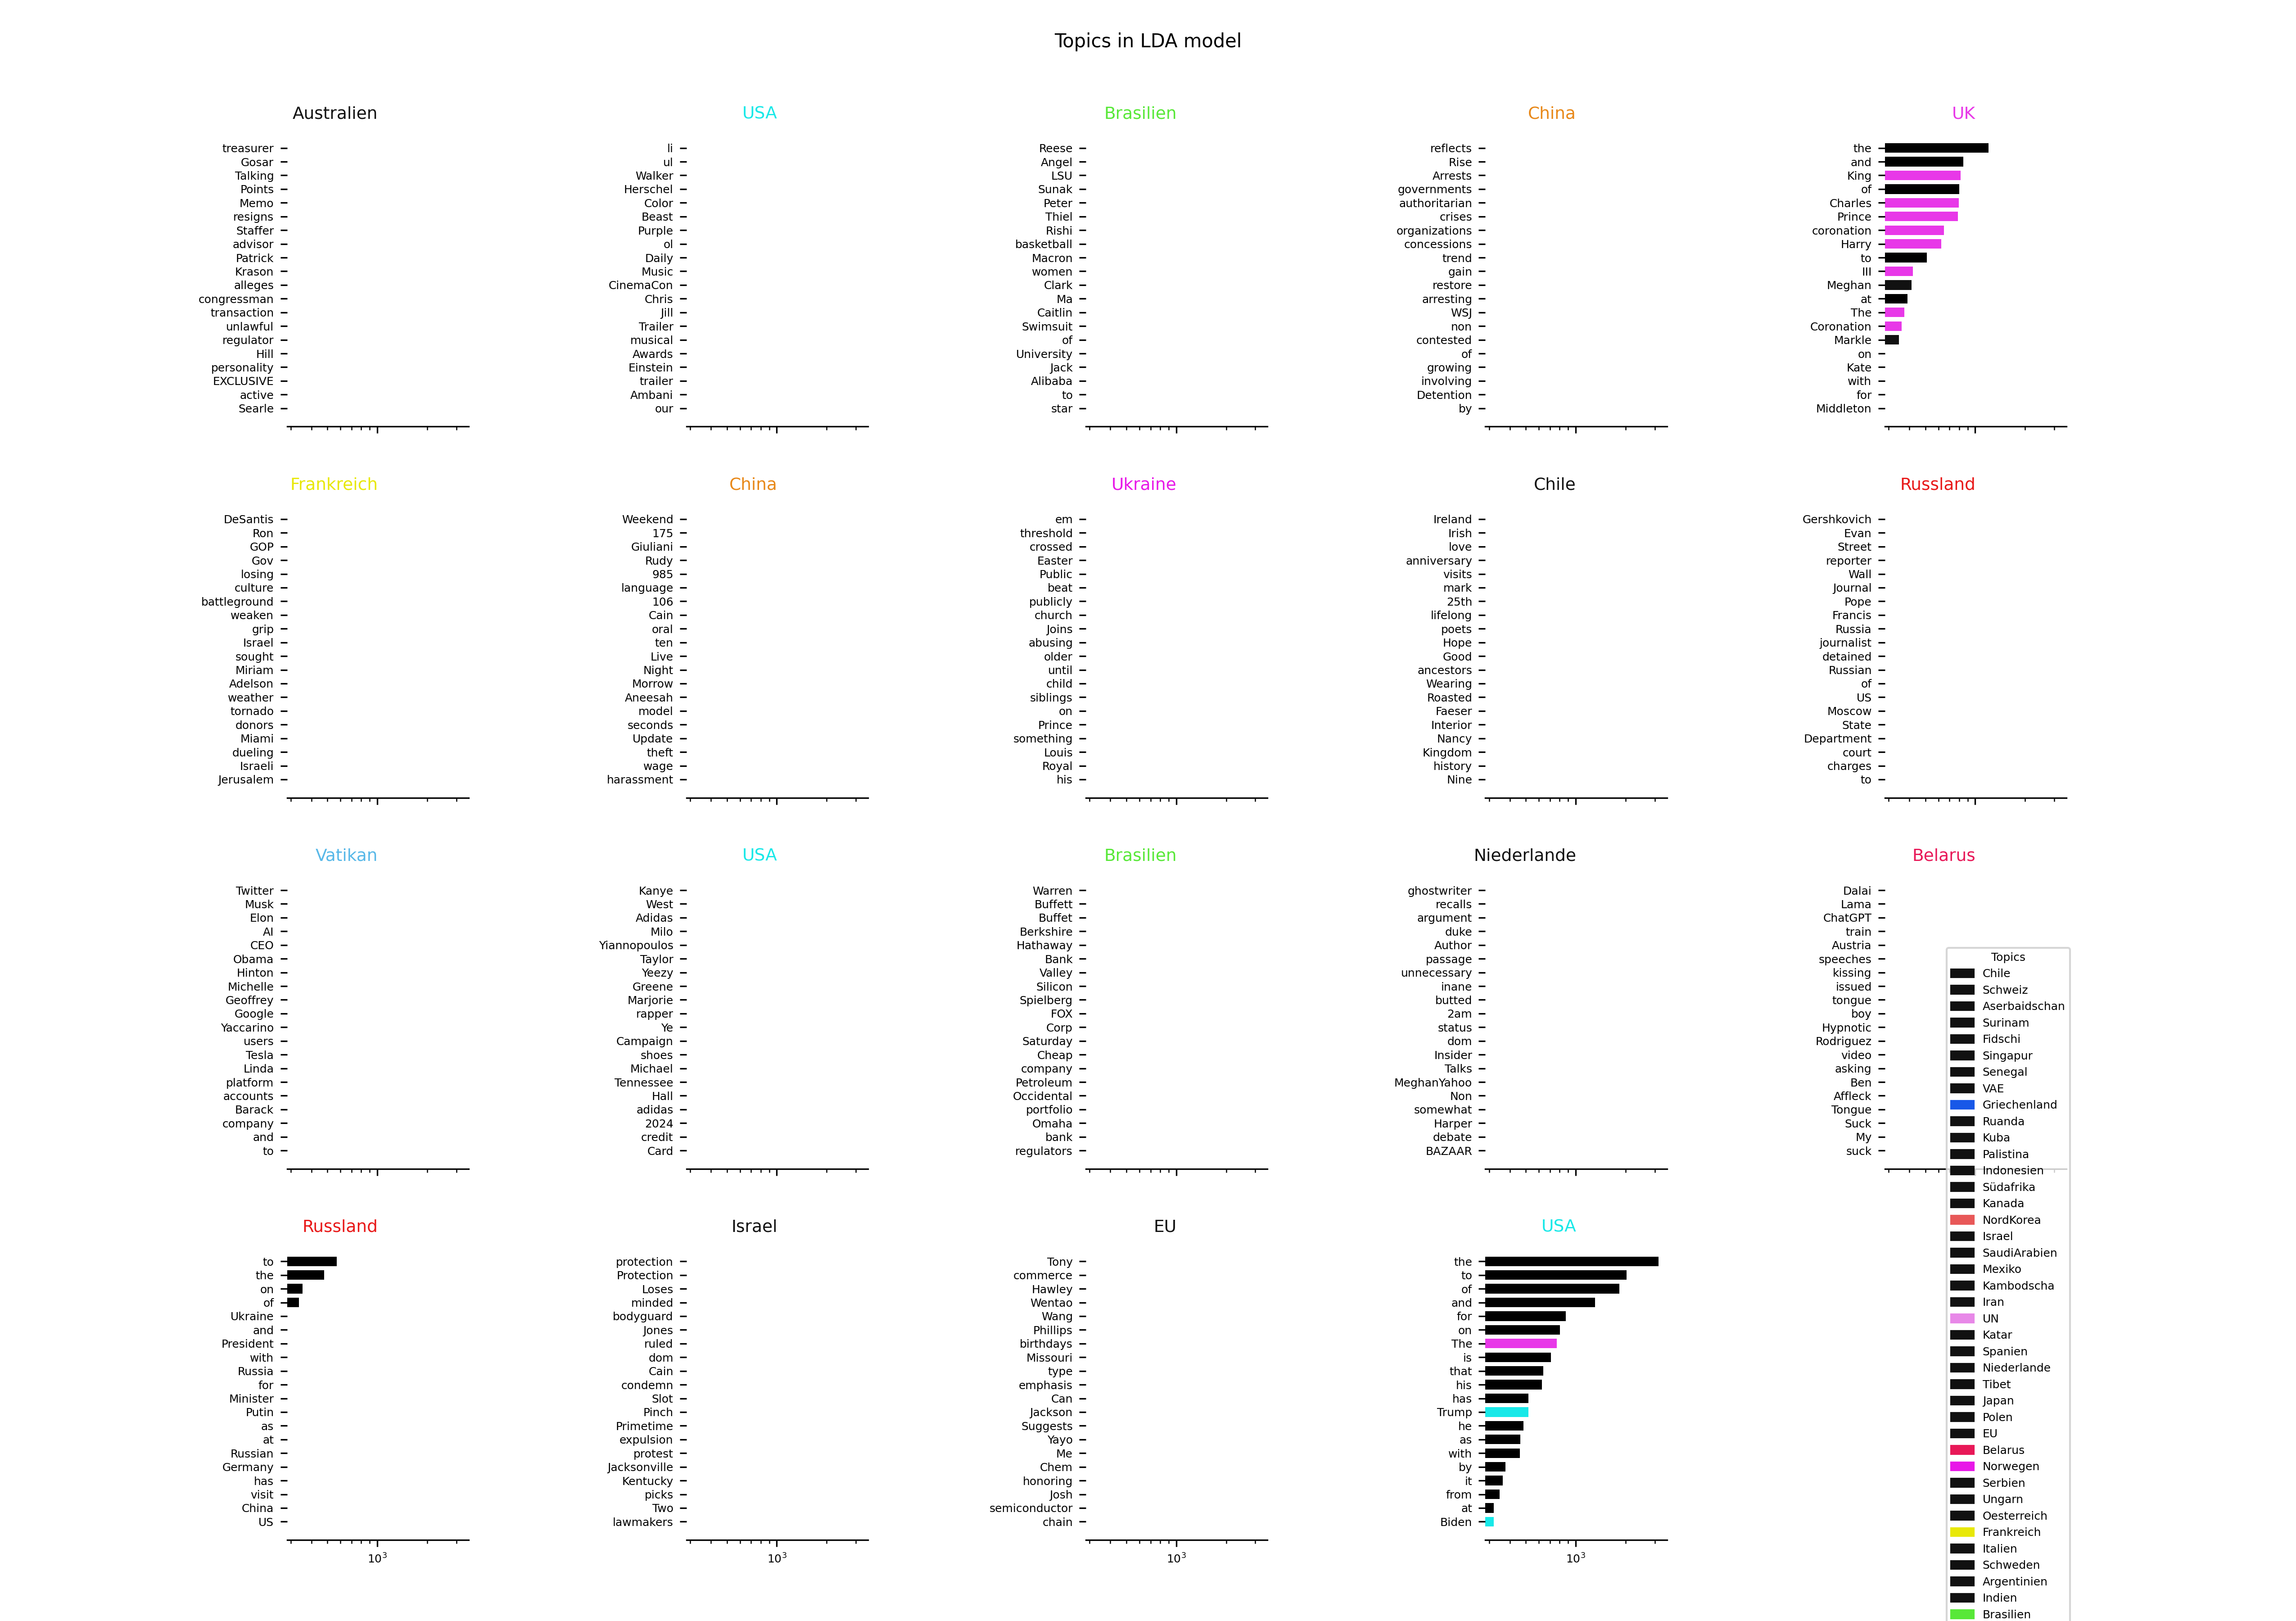 Topics in LDA model
Australien
treasurer
Gosar
Talking
Points
Memo
resigns
Staffer
advisor
Patrick
Krason
alleges
congressman
transaction
unlawful
regulator
Hill
personality
EXCLUSIVE
active
Searle
USA
li
ul
Walker
Herschel
Color
Beast
Purple
ol
Daily
Music
CinemaCon
Chris
Jill
Trailer
musical
Awards
Einstein
trailer
Ambani
our
Brasilien
Reese
Angel
LSU
Sunak
Peter
Thiel
Rishi
basketball
Macron
women
Clark
Ma
Caitlin
Swimsuit
of
University
Jack
Alibaba
to
star
China
reflects
Rise
Arrests
governments
authoritarian
crises
organizations
concessions
trend
gain
restore
arresting
WSJ
non
contested
of
growing
involving
Detention
by
UK
the
and
King
of
Charles
Prince
coronation
Harry
to
III
Meghan
at
The
Coronation
Markle
on
Kate
with
for
Middleton
Frankreich
DeSantis
Ron
GOP
Gov
losing
culture
battleground
weaken
grip
Israel
sought
Miriam
Adelson
weather
tornado
donors
Miami
dueling
Israeli
Jerusalem
China
Weekend
175
Giuliani
Rudy
985
language
106
Cain
oral
ten
Live
Night
Morrow
Aneesah
model
seconds
Update
theft
wage
harassment
Ukraine
em
threshold
crossed
Easter
Public
beat
publicly
church
Joins
abusing
older
until
child
siblings
on
Prince
something
Louis
Royal
his
Chile
Ireland
Irish
love
anniversary
visits
mark
25th
lifelong
poets
Hope
Good
ancestors
Wearing
Roasted
Faeser
Interior
Nancy
Kingdom
history
Nine
Russland
Gershkovich
Evan
Street
reporter
Wall
Journal
Pope
Francis
Russia
journalist
detained
Russian
of
US
Moscow
State
Department
court
charges
to
Vatikan
Twitter
Musk
Elon
AI
CEO
Obama
Hinton
Michelle
Geoffrey
Google
Yaccarino
users
Tesla
Linda
platform
accounts
Barack
company
and
to
USA
Kanye
West
Adidas
Milo
Yiannopoulos
Taylor
Yeezy
Greene
Marjorie
rapper
Ye
Campaign
shoes
Michael
Tennessee
Hall
adidas
2024
credit
Card
Brasilien
Warren
Buffett
Buffet
Berkshire
Hathaway
Bank
Valley
Silicon
Spielberg
FOX
Corp
Saturday
Cheap
company
Petroleum
Occidental
portfolio
Omaha
bank
regulators
Niederlande
ghostwriter
recalls
argument
duke
Author
passage
unnecessary
inane
butted
2am
status
dom
Insider
Talks
MeghanYahoo
Non
somewhat
Harper
debate
BAZAAR
Belarus
Dalai
Lama
ChatGPT
train
Austria
speeches
kissing
issued
tongue
boy
Hypnotic
Rodriguez
video
asking
Ben
Affleck
Tongue
Suck
My
suck
Russland
to
the
on
of
Ukraine
and
President
with
Russia
for
Minister
Putin
as
at
Russian
Germany
has
visit
China
US
10³
Israel
protection
Protection
Loses
minded
bodyguard
Jones
ruled
dom
Cain
condemn
Slot
Pinch
Primetime
expulsion
protest
Jacksonville
Kentucky
picks
Two
lawmakers
10³
EU
Tony
commerce
Hawley
Wentao
Wang
Phillips
birthdays
Missouri
type
emphasis
Can
Jackson
Suggests
Yayo
Me
Chem
honoring
Josh
semiconductor
chain
10³
USA
the
to
of
and
for
on
The
is
that
his
has
Trump
he
as
with
by
it
from
at
Biden
10³
Topics
Chile
Schweiz
Aserbaidschan
Surinam
Fidschi
Singapur
Senegal
VAE
Griechenland
Ruanda
Kuba
Palistina
Indonesien
Südafrika
Kanada
NordKorea
Israel
SaudiArabien
Mexiko
Kambodscha
Iran
UN
Katar
Spanien
Niederlande
Tibet
Japan
Polen
EU
Belarus
Norwegen
Serbien
Ungarn
Oesterreich
Frankreich
Italien
Schweden
Argentinien
Indien
Brasilien